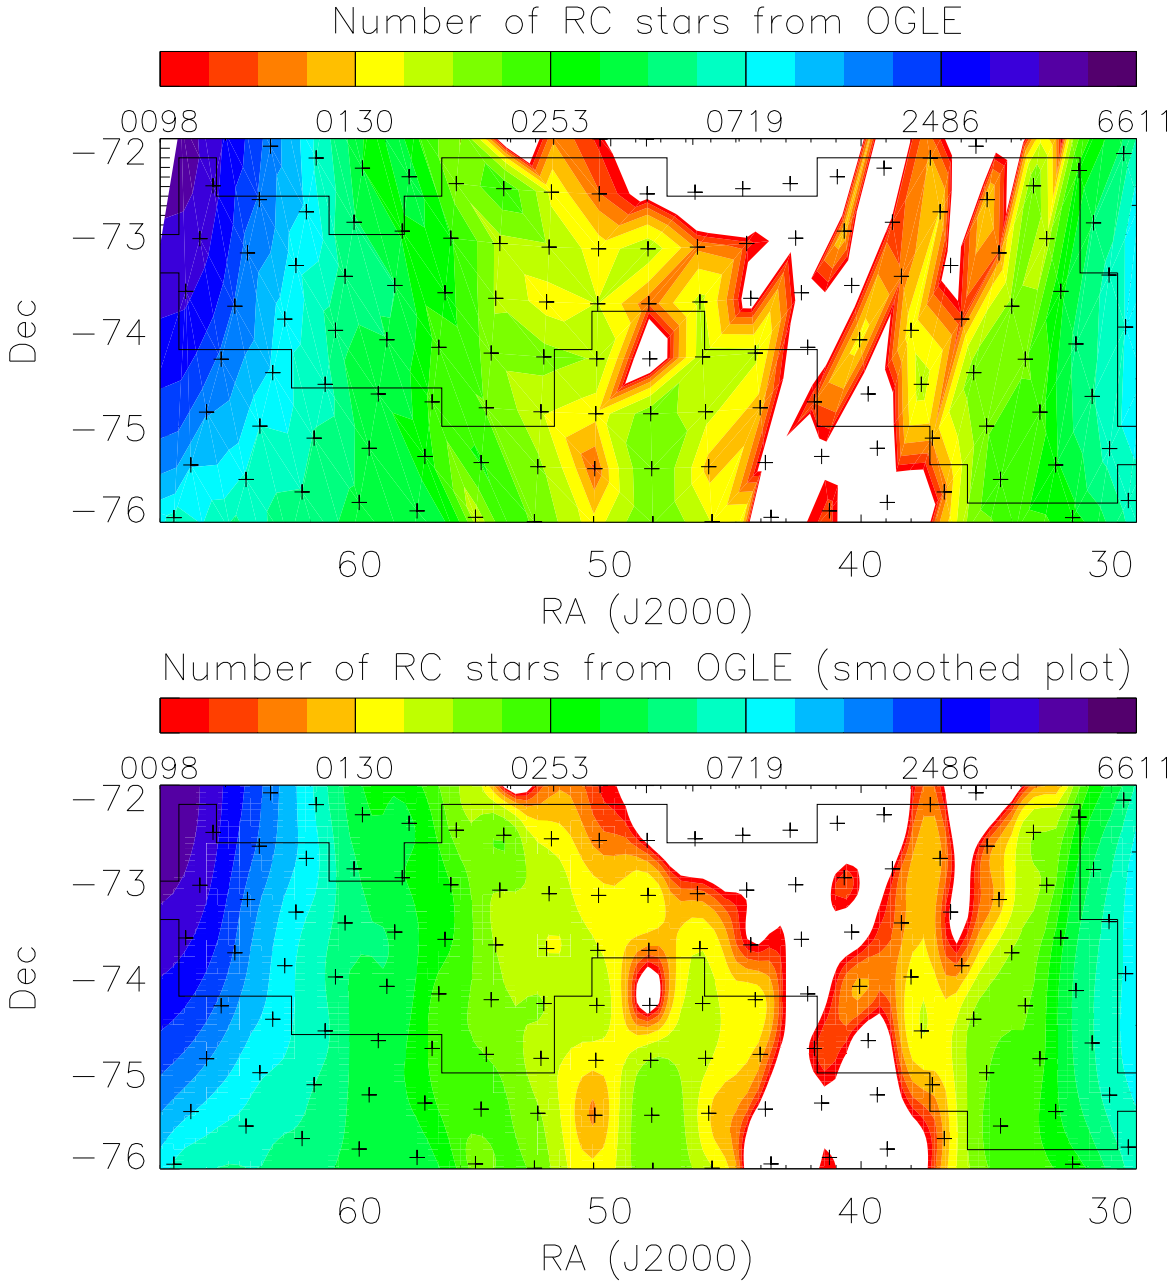 Number of RC stars from OGLE
0098 0130 0253 0719 2486 6611
−72
−73
−74
−75
−76
Dec
60 50 40 30
RA (J2000)
Number of RC stars from OGLE (smoothed plot)
0098 0130 0253 0719 2486 6611
−72
−73
−74
−75
−76
Dec
60 50 40 30
RA (J2000)